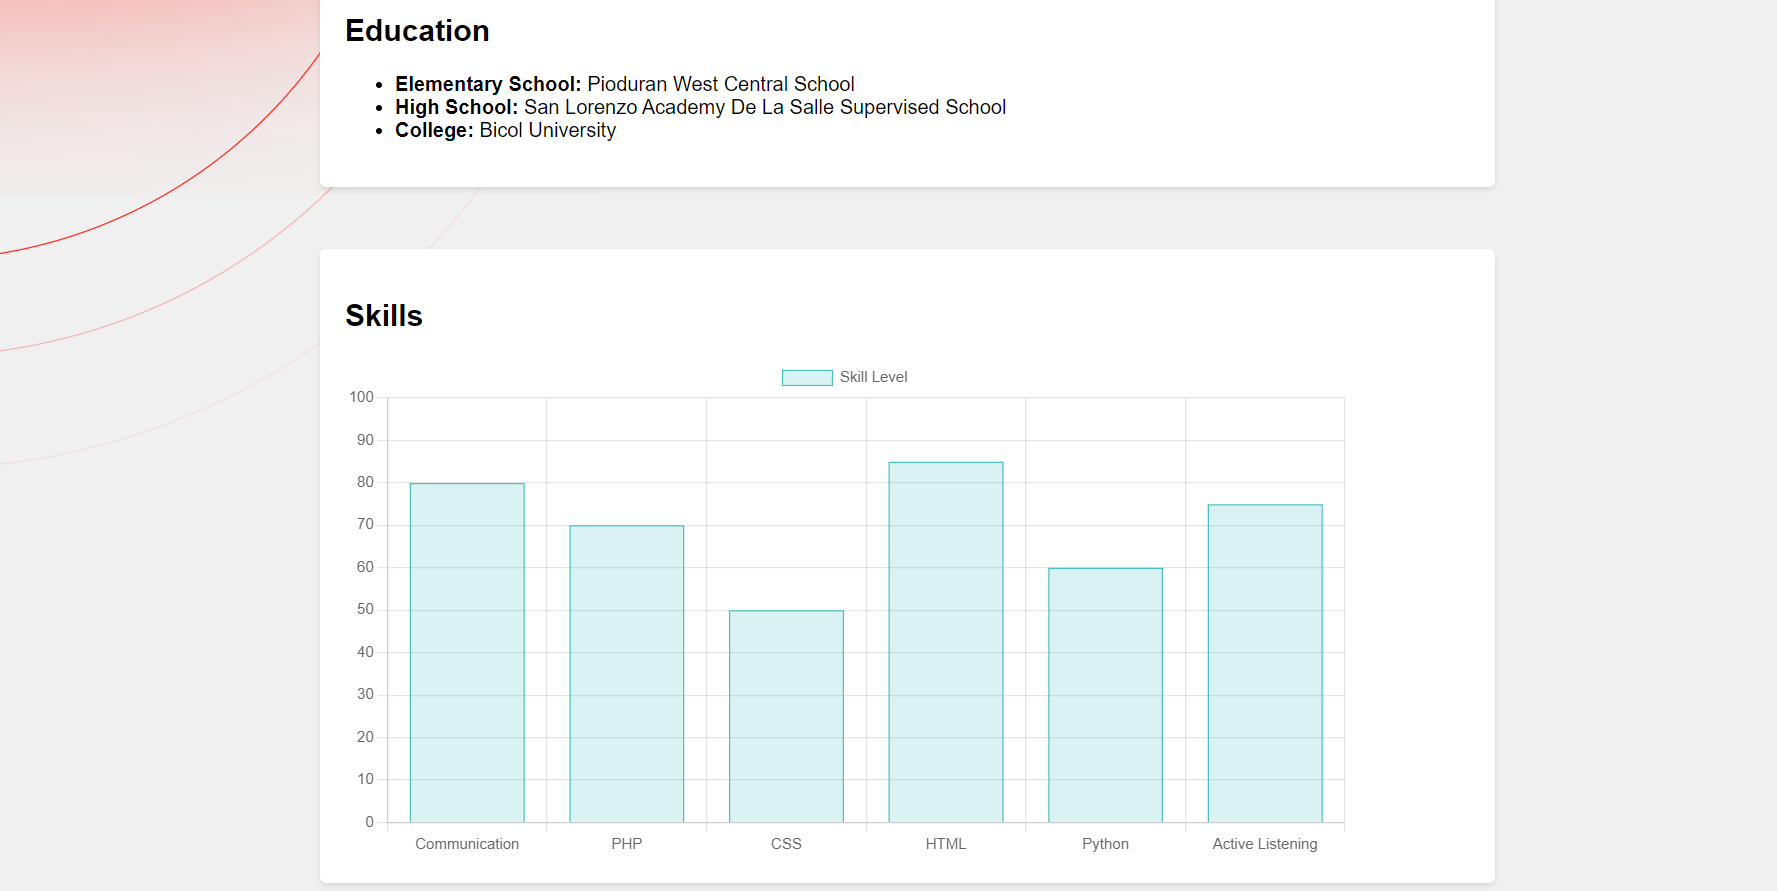 Education
Elementary School: Pioduran West Central School
High School: San Lorenzo Academy De La Salle Supervised School
College: Bicol University
Skills
Skill Level
100
90
80
70
60
50
40
30
20
10
0
Communication PHP CSS HTML Python Active Listening